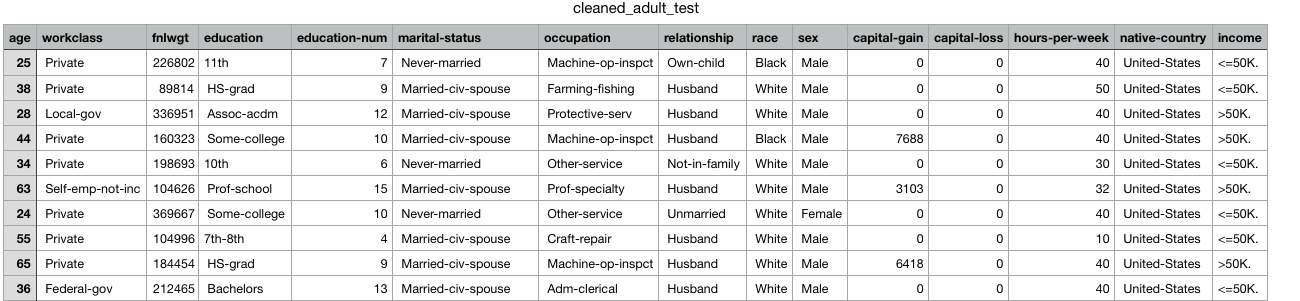 cleaned_adult_test
age workclass fnlwgt education education-num marital-status occupation relationship race sex capital-gain capital-loss hours-per-week native-country income
25 Private 226802 11th 7 Never-married Machine-op-inspct Own-child Black Male 0 0 40 United-States <=50K.
38 Private 89814 HS-grad 9 Married-civ-spouse Farming-fishing Husband White Male 0 0 50 United-States <=50K.
28 Local-gov 336951 Assoc-acdm 12 Married-civ-spouse Protective-serv Husband White Male 0 0 40 United-States >50K.
44 Private 160323 Some-college 10 Married-civ-spouse Machine-op-inspct Husband Black Male 7688 0 40 United-States >50K.
34 Private 198693 10th 6 Never-married Other-service Not-in-family White Male 0 0 30 United-States <=50K.
63 Self-emp-not-inc 104626 Prof-school 15 Married-civ-spouse Prof-specialty Husband White Male 3103 0 32 United-States >50K.
24 Private 369667 Some-college 10 Never-married Other-service Unmarried White Female 0 0 40 United-States <=50K.
55 Private 104996 7th-8th 4 Married-civ-spouse Craft-repair Husband White Male 0 0 10 United-States <=50K.
65 Private 184454 HS-grad 9 Married-civ-spouse Machine-op-inspct Husband White Male 6418 0 40 United-States >50K.
36 Federal-gov 212465 Bachelors 13 Married-civ-spouse Adm-clerical Husband White Male 0 0 40 United-States <=50K.